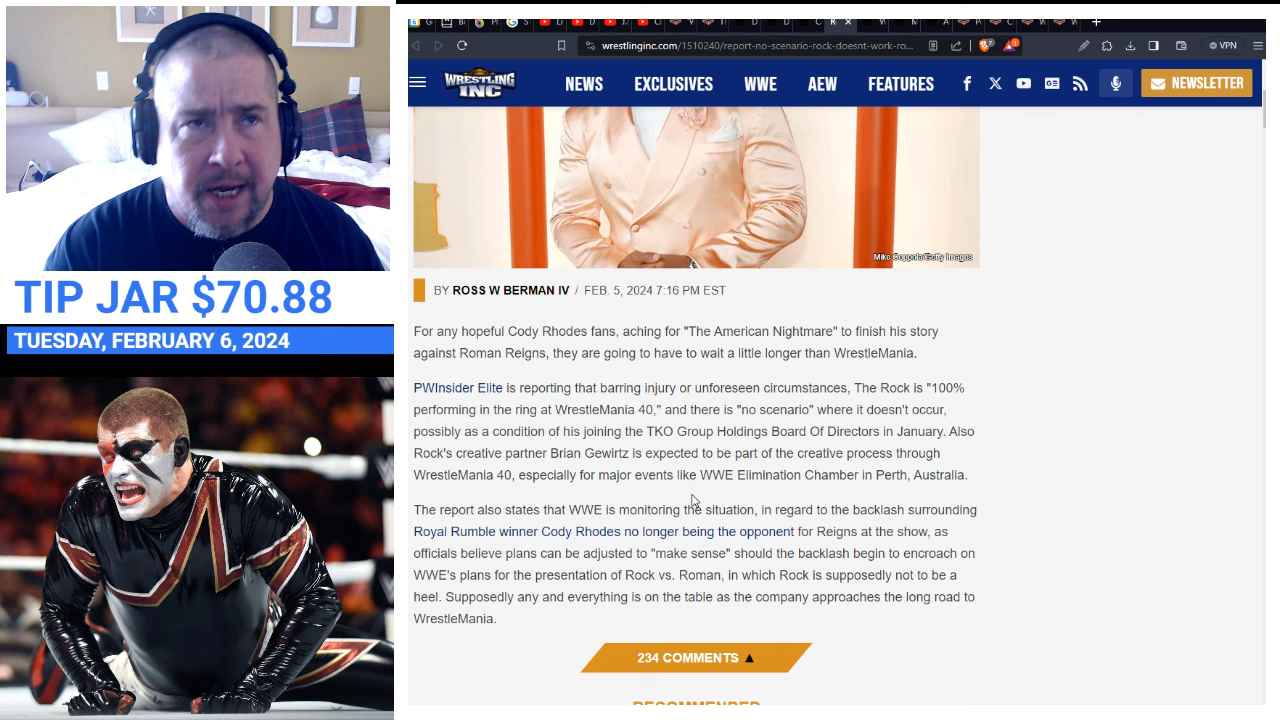 TIP JAR $70.88
TUESDAY, FEBRUARY 6, 2024
wrestlinginc.com/1510240/report-no-scenario-rock-doesnt-work-ro...
VPN
WRESTLING
INC
NEWS
EXCLUSIVES
WWE
AEW
FEATURES
NEWSLETTER
Mike Coppola/Getty Images
BY ROSS W BERMAN IV / FEB. 5, 2024 7:16 PM EST
For any hopeful Cody Rhodes fans, aching for "The American Nightmare" to finish his story
against Roman Reigns, they are going to have to wait a little longer than WrestleMania.
PWInsider Elite is reporting that barring injury or unforeseen circumstances, The Rock is "100%
performing in the ring at WrestleMania 40," and there is "no scenario" where it doesn't occur,
possibly as a condition of his joining the TKO Group Holdings Board Of Directors in January. Also
Rock's creative partner Brian Gewirtz is expected to be part of the creative process through
WrestleMania 40, especially for major events like WWE Elimination Chamber in Perth, Australia.
The report also states that WWE is monitoring the situation, in regard to the backlash surrounding
Royal Rumble winner Cody Rhodes no longer being the opponent for Reigns at the show, as
officials believe plans can be adjusted to "make sense" should the backlash begin to encroach on
WWE's plans for the presentation of Rock vs. Roman, in which Rock is supposedly not to be a
heel. Supposedly any and everything is on the table as the company approaches the long road to
WrestleMania.
234 COMMENTS ▲
RECOMMENDED